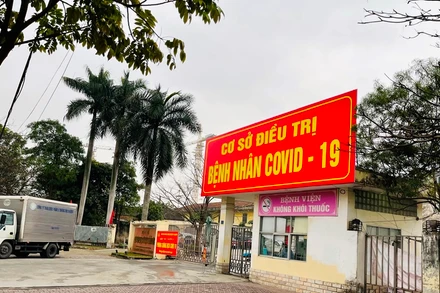 CƠ SỞ ĐIỀU TRỊ
BỆNH NHÂN COVID - 19
BỆNH VIỆN
KHÔNG KHÓI THUỐC